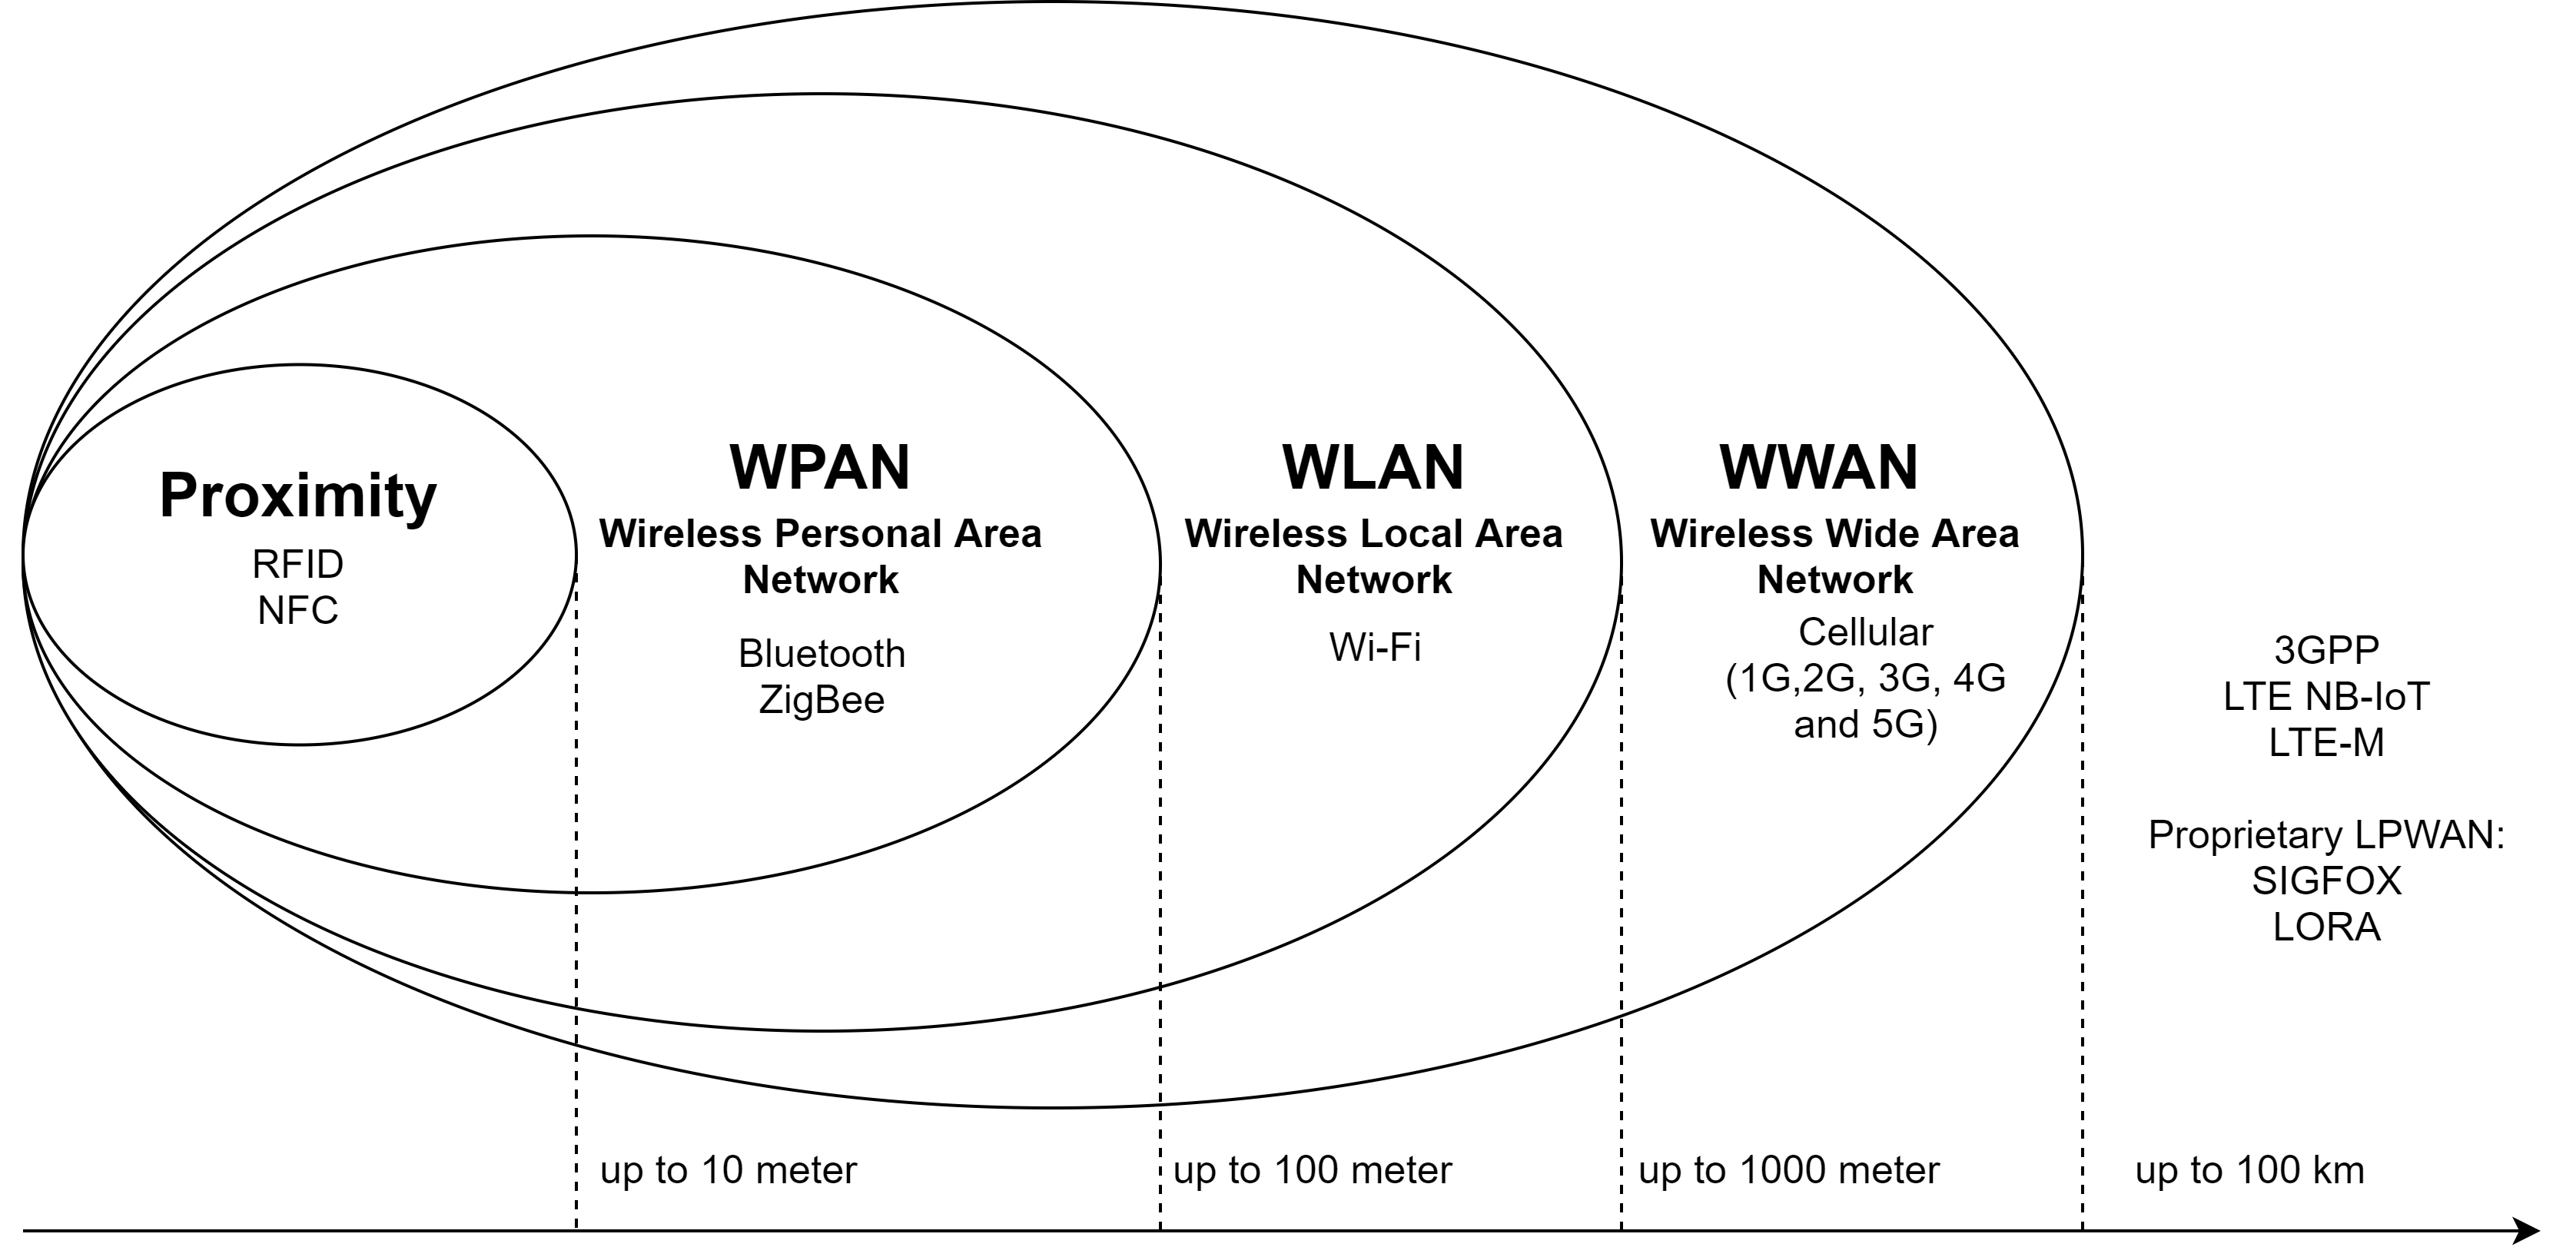 Proximity
RFID
NFC
WPAN
Wireless Personal Area
Network
Bluetooth
ZigBee
WLAN
Wireless Local Area
Network
Wi-Fi
WWAN
Wireless Wide Area
Network
Cellular
(1G,2G, 3G, 4G
and 5G)
3GPP
LTE NB-IoT
LTE-M
Proprietary LPWAN:
SIGFOX
LORA
up to 10 meter
up to 100 meter
up to 1000 meter
up to 100 km